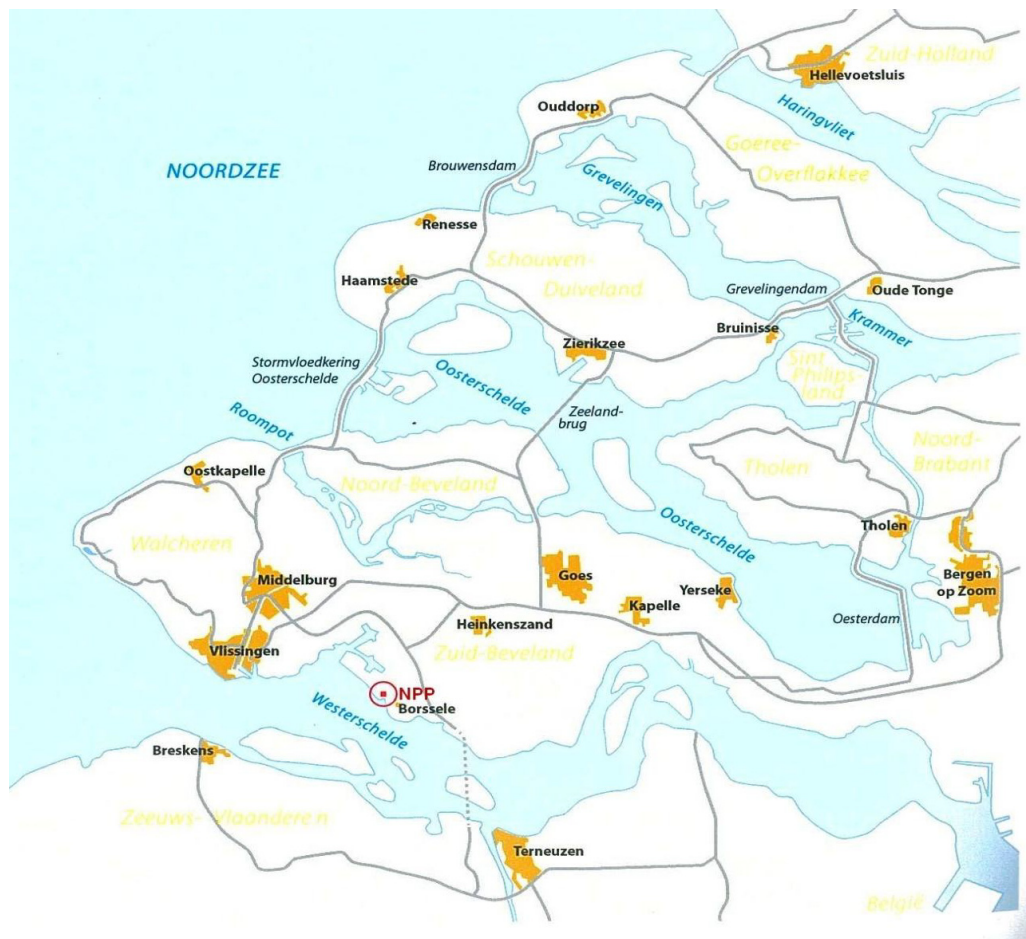 Zuid-Holland
Hellevoetsluis
Ouddorp
Haringvliet
Goeree-
Overflakkee
Brouwensdam
NOORDZEE
Grevelingen
Renesse
Schouwen-
Duiveland
Haamstede
Grevelingendam
Oude Tonge
Krammer
Bruinisse
Zierikzee
Sint
Philips-
land
Stormvloedkering
Oosterschelde
Oosterschelde
Roompot
Zeeland-
brug
Noord-
Brabant
Tholen
Oostkapelle
Noord-Beveland
Oosterschelde
Tholen
Walcheren
Middelburg
Goes
Yerseke
Kapelle
Bergen
op Zoom
Oesterdam
Heinkenszand
Vlissingen
Zuid-Beveland
NPP
Borssele
Westerschelde
Breskens
Zeeuws- Vlaanderen
Terneuzen
België